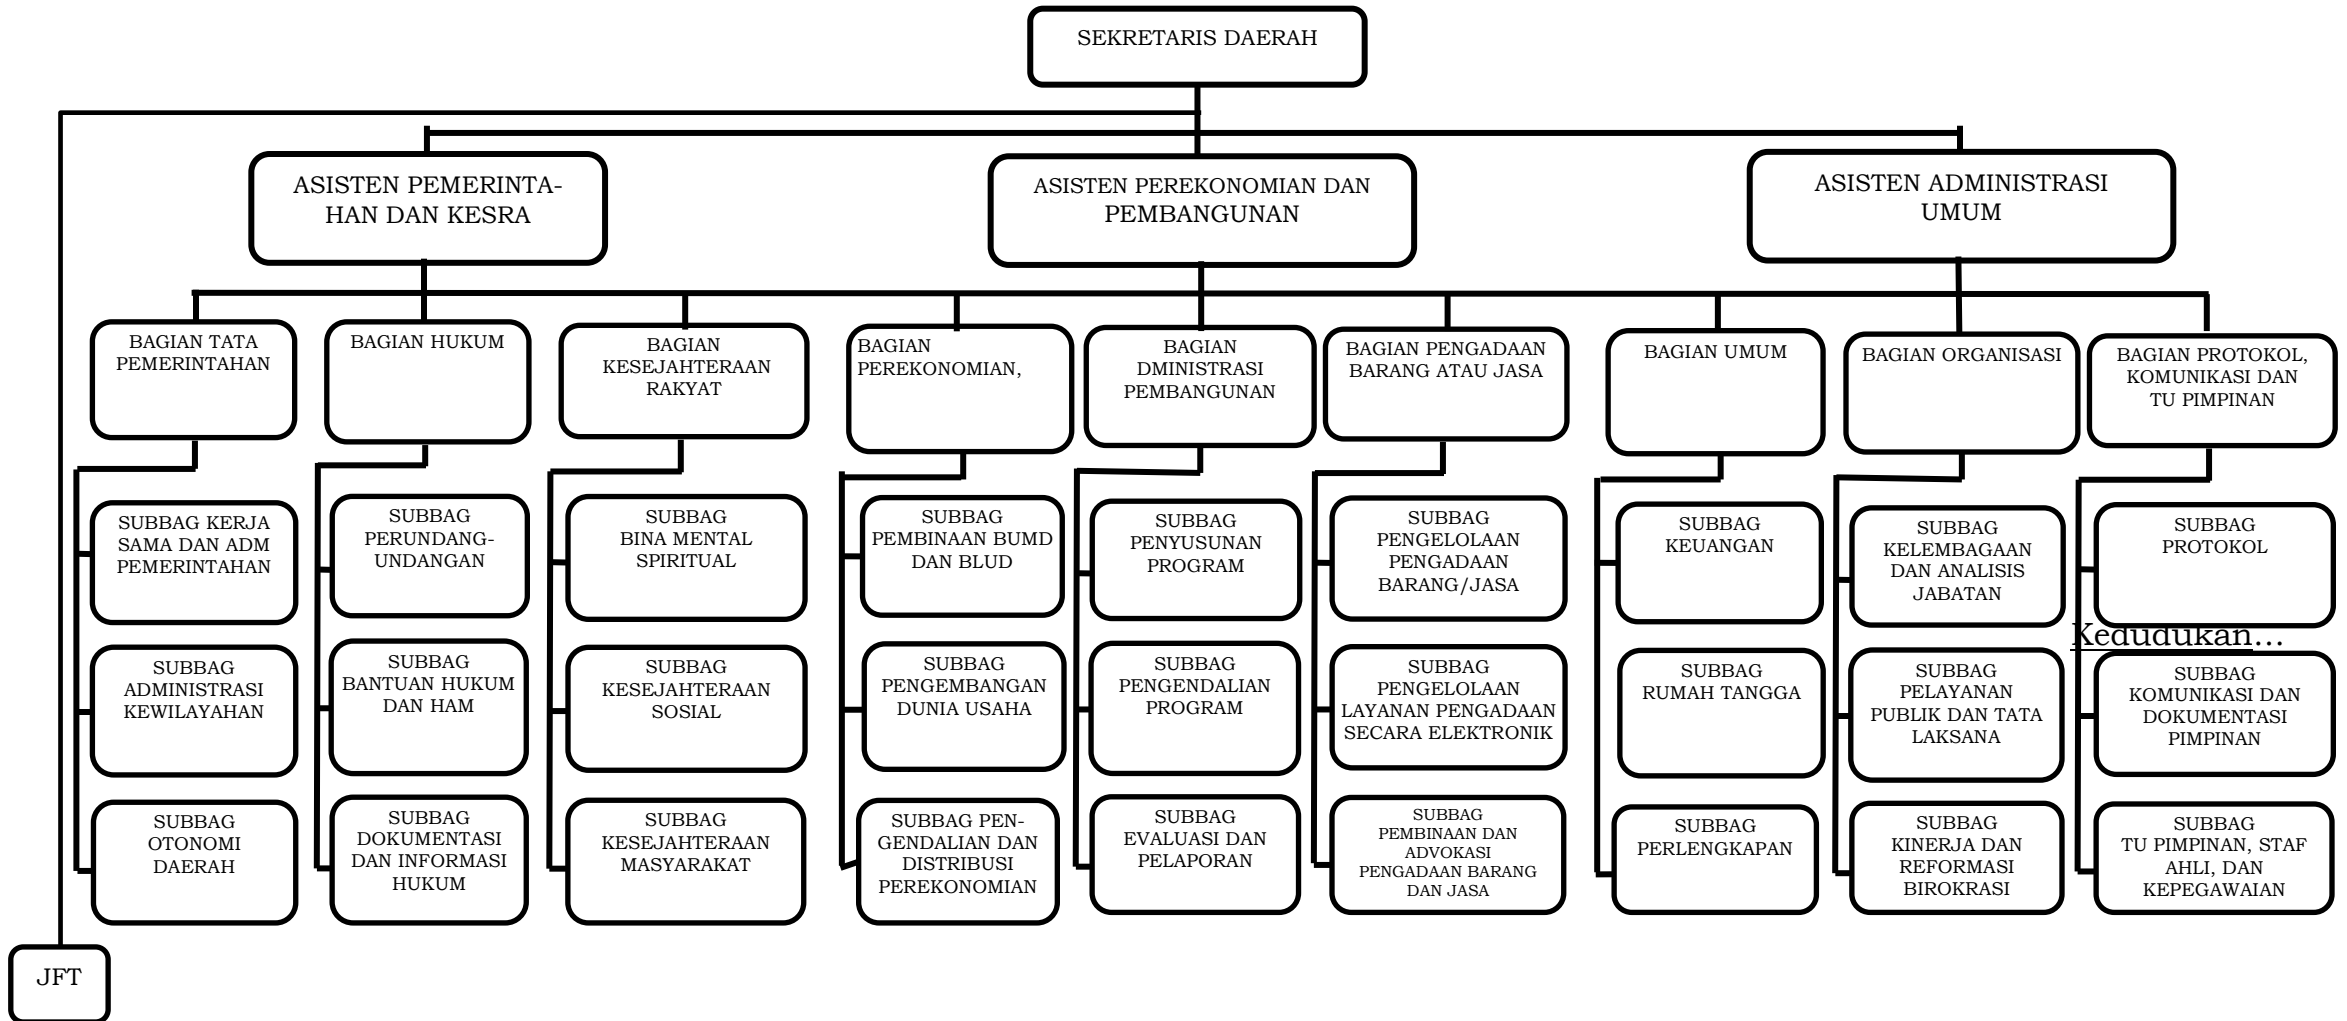 SEKRETARIS DAERAH
ASISTEN PEMERINTA-
HAN DAN KESRA
ASISTEN PEREKONOMIAN DAN
PEMBANGUNAN
ASISTEN ADMINISTRASI
UMUM
BAGIAN TATA
PEMERINTAHAN
BAGIAN HUKUM
BAGIAN
KESEJAHTERAAN
RAKYAT
BAGIAN
PEREKONOMIAN,
BAGIAN
DMINISTRASI
PEMBANGUNAN
BAGIAN PENGADAAN
BARANG ATAU JASA
BAGIAN UMUM
BAGIAN ORGANISASI
BAGIAN PROTOKOL,
KOMUNIKASI DAN
TU PIMPINAN
SUBBAG KERJA
SAMA DAN ADM
PEMERINTAHAN
SUBBAG
PERUNDANG-
UNDANGAN
SUBBAG
BINA MENTAL
SPIRITUAL
SUBBAG
PEMBINAAN BUMD
DAN BLUD
SUBBAG
PENYUSUNAN
PROGRAM
SUBBAG
PENGELOLAAN
PENGADAAN
BARANG/JASA
SUBBAG
KEUANGAN
SUBBAG
KELEMBAGAAN
DAN ANALISIS
JABATAN
SUBBAG
PROTOKOL
Kedudukan...
SUBBAG
ADMINISTRASI
KEWILAYAHAN
SUBBAG
BANTUAN HUKUM
DAN HAM
SUBBAG
KESEJAHTERAAN
SOSIAL
SUBBAG
PENGEMBANGAN
DUNIA USAHA
SUBBAG
PENGENDALIAN
PROGRAM
SUBBAG
PENGELOLAAN
LAYANAN PENGADAAN
SECARA ELEKTRONIK
SUBBAG
RUMAH TANGGA
SUBBAG
PELAYANAN
PUBLIK DAN TATA
LAKSANA
SUBBAG
KOMUNIKASI DAN
DOKUMENTASI
PIMPINAN
SUBBAG
OTONOMI
DAERAH
SUBBAG
DOKUMENTASI
DAN INFORMASI
HUKUM
SUBBAG
KESEJAHTERAAN
MASYARAKAT
SUBBAG PEN-
GENDALIAN DAN
DISTRIBUSI
PEREKONOMIAN
SUBBAG
EVALUASI DAN
PELAPORAN
SUBBAG
PEMBINAAN DAN
ADVOKASI
PENGADAAN BARANG
DAN JASA
SUBBAG
PERLENGKAPAN
SUBBAG
KINERJA DAN
REFORMASI
BIROKRASI
SUBBAG
TU PIMPINAN, STAF
AHLI, DAN
KEPEGAWAIAN
JFT